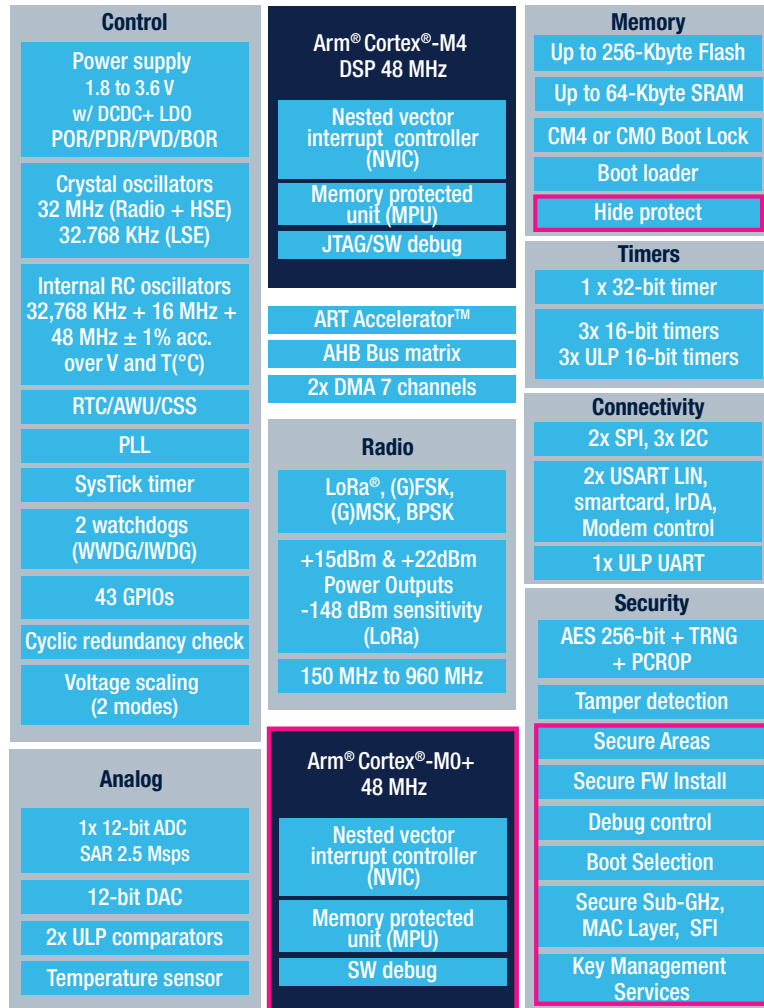 Control
Power supply
1.8 to 3.6 V
w/ DCDC+ LDO
POR/PDR/PVD/BOR
Crystal oscillators
32 MHz (Radio + HSE)
32.768 KHz (LSE)
Internal RC oscillators
32,768 KHz + 16 MHz +
48 MHz ± 1% acc.
over V and T(°C)
RTC/AWU/CSS
PLL
SysTick timer
2 watchdogs
(WWDG/IWDG)
43 GPIOs
Cyclic redundancy check
Voltage scaling
(2 modes)
Analog
1x 12-bit ADC
SAR 2.5 Msps
12-bit DAC
2x ULP comparators
Temperature sensor
Arm® Cortex®-M4
DSP 48 MHz
Nested vector
interrupt controller
(NVIC)
Memory protected
unit (MPU)
JTAG/SW debug
ART Accelerator™
AHB Bus matrix
2x DMA 7 channels
Radio
LoRa®, (G)FSK,
(G)MSK, BPSK
+15dBm & +22dBm
Power Outputs
-148 dBm sensitivity
(LoRa)
150 MHz to 960 MHz
Arm® Cortex®-M0+
48 MHz
Nested vector
interrupt controller
(NVIC)
Memory protected
unit (MPU)
SW debug
Memory
Up to 256-Kbyte Flash
Up to 64-Kbyte SRAM
CM4 or CM0 Boot Lock
Boot loader
Hide protect
Timers
1 x 32-bit timer
3x 16-bit timers
3x ULP 16-bit timers
Connectivity
2x SPI, 3x I2C
2x USART LIN,
smartcard, IrDA,
Modem control
1x ULP UART
Security
AES 256-bit + TRNG
+ PCROP
Tamper detection
Secure Areas
Secure FW Install
Debug control
Boot Selection
Secure Sub-GHz,
MAC Layer, SFI
Key Management
Services